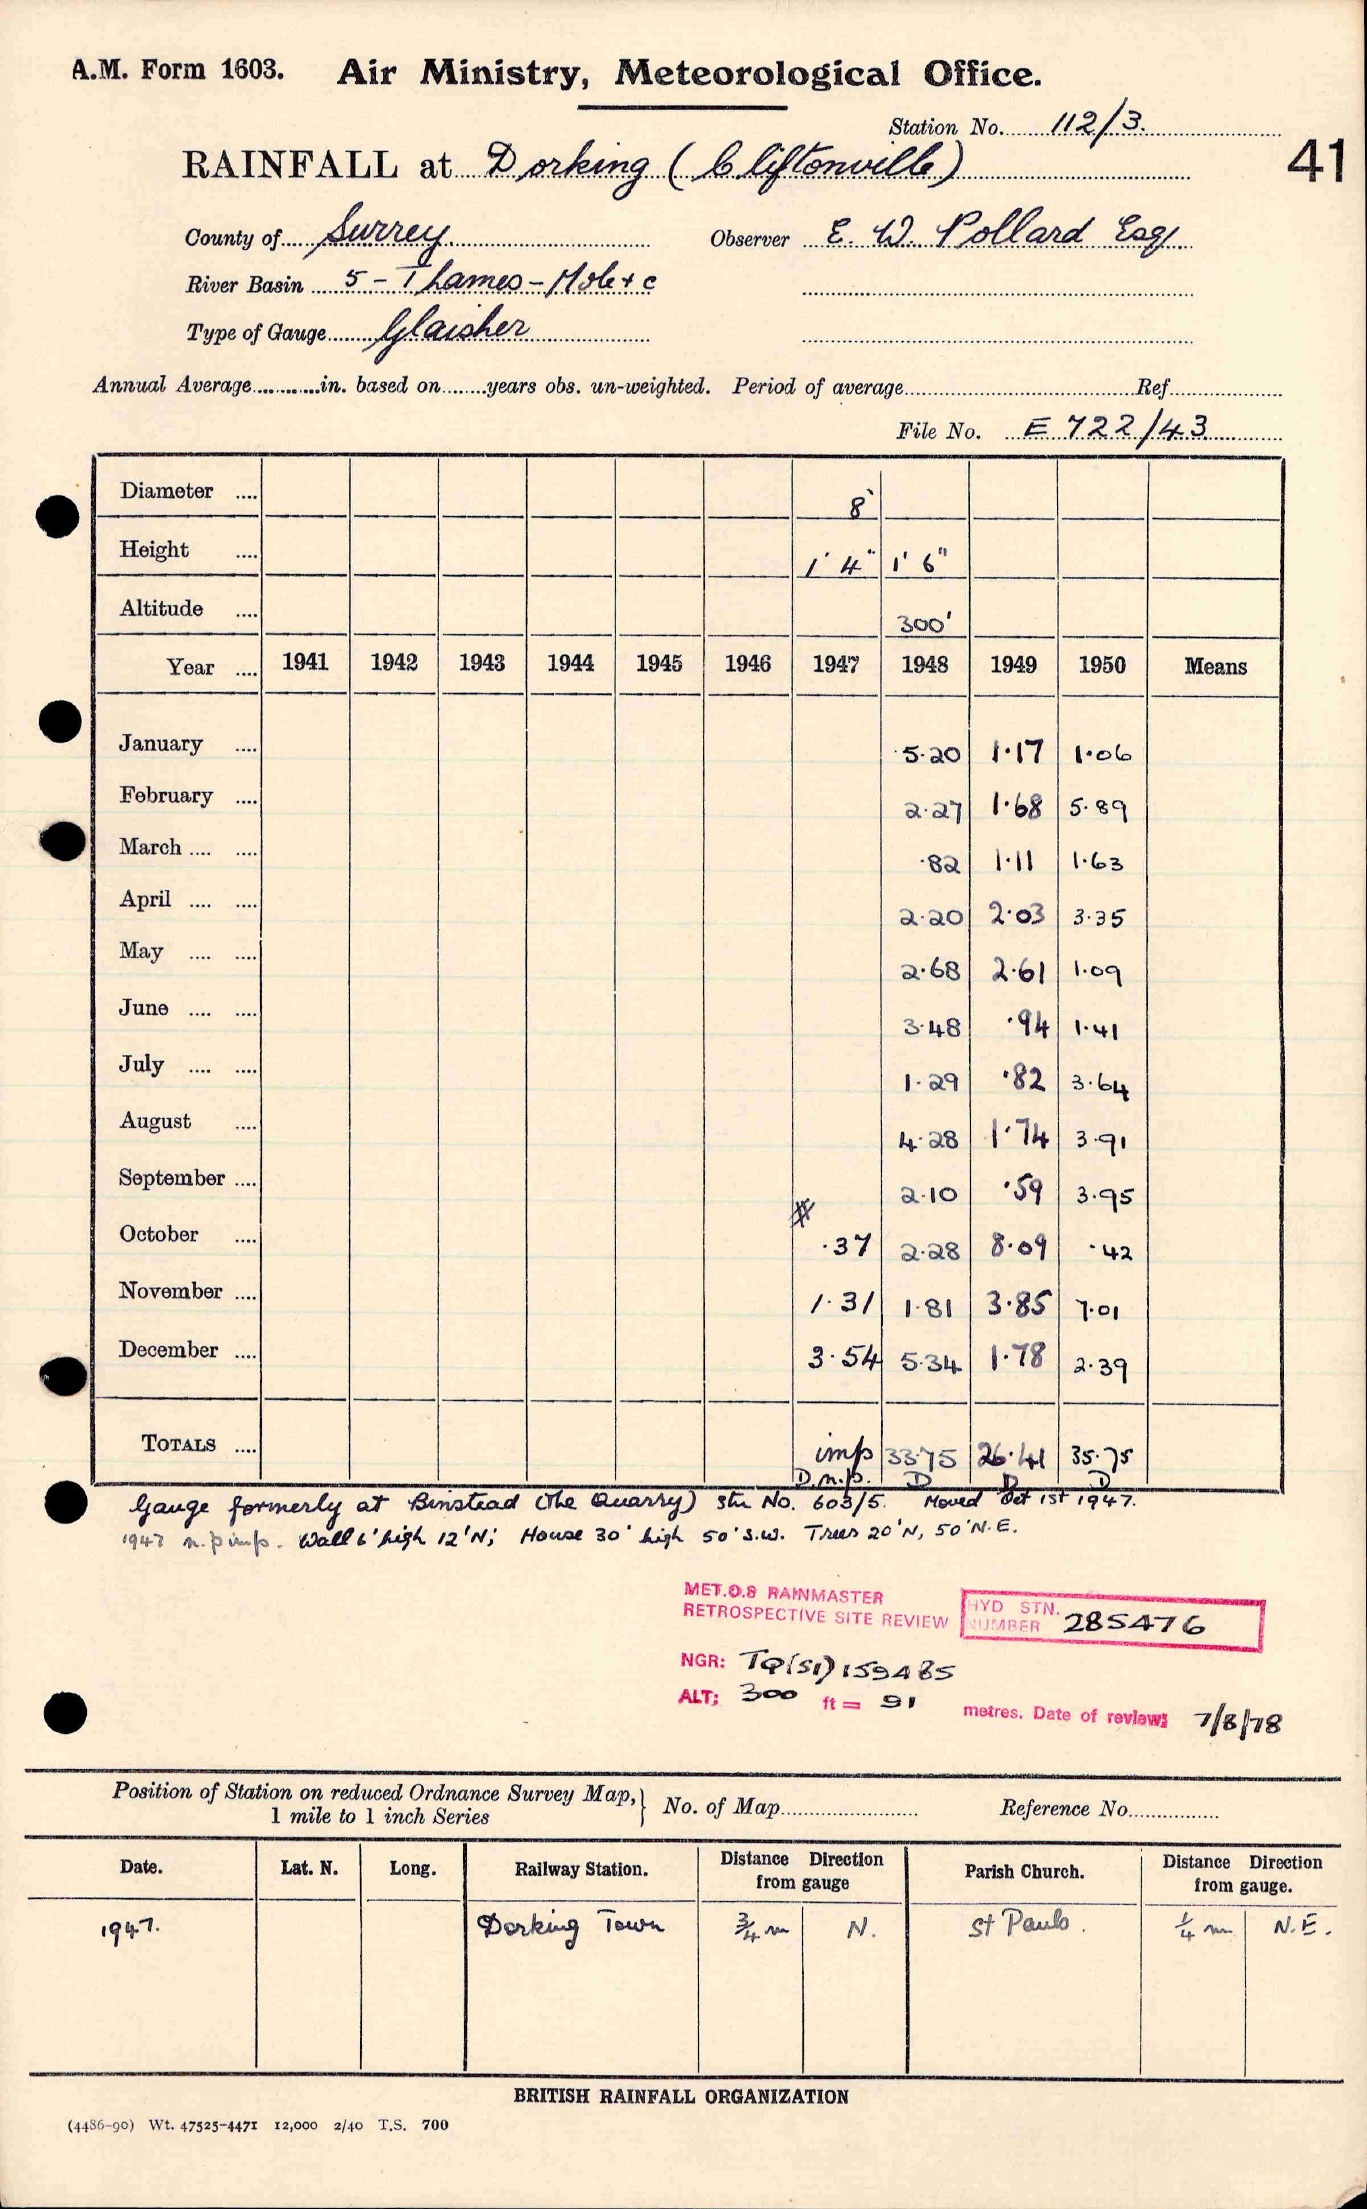 A.M. Form 1603. Air Ministry, Meteorological Office.
Station No. 112/3.
41
RAINFALL at Dorking (Cliftonville)
County of Surrey Observer E. W. Pollard Esq
River Basin 5 - Thames - Mole + c
Type of Gauge Glaisher
Annual Average in. based on years obs. un-weighted. Period of average Ref
File No. E 722/43
Diameter 8"
Height 1' 4" 1' 6"
Altitude 300'
Year 1941 1942 1943 1944 1945 1946 1947 1948 1949 1950 Means
January 5.20 1.17 1.06
February 2.27 1.68 5.89
March .82 1.11 1.63
April 2.20 2.03 3.35
May 2.68 2.61 1.09
June 3.48 .94 1.41
July 1.29 .82 3.64
August 4.28 1.74 3.91
September 2.10 .59 3.95
October .37 2.28 8.09 .42
November 1.31 1.81 3.85 7.01
December 3.54 5.34 1.78 2.39
TOTALS imp 33.75 26.41 35.75
D n.p. D D D
Gauge formerly at Binstead (The Quarry) Stn No. 603/5. Moved Oct 1st 1947.
1947 n.p imp. Wall 6' high 12' N; House 30' high 50' S.W. Trees 20' N, 50' N.E.
MET.O.8 RAINMASTER
RETROSPECTIVE SITE REVIEW
HYD STN. NUMBER 285476
NGR: TQ(51)159485
ALT: 300 ft = 91 metres. Date of review: 7/8/78
Position of Station on reduced Ordnance Survey Map, 1 mile to 1 inch Series } No. of Map Reference No.
Date. Lat. N. Long. Railway Station. Distance Direction from gauge Parish Church. Distance Direction from gauge.
1947. Dorking Town 3/4 m N. St Pauls. 1/4 m N.E.
BRITISH RAINFALL ORGANIZATION
(4486-90) Wt. 47525-4471 12,000 2/40 T.S. 700